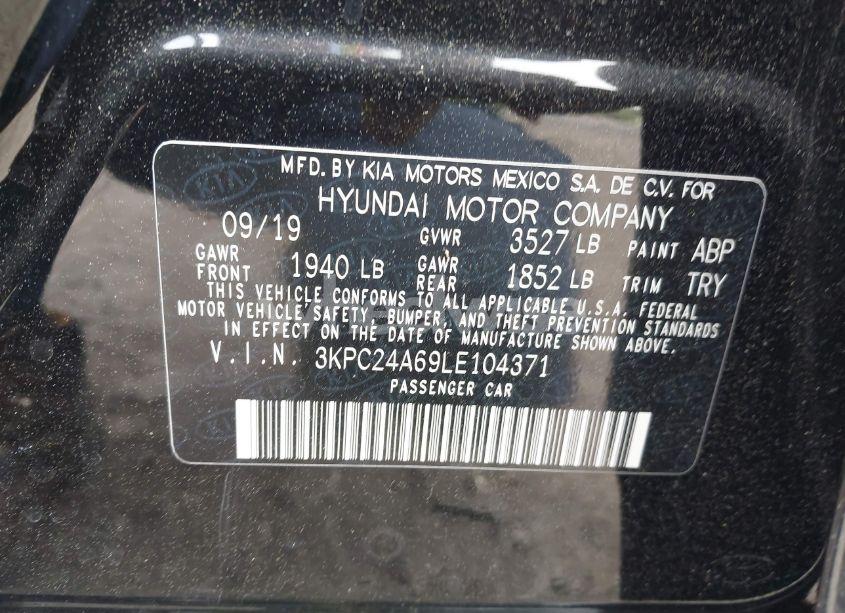 MFD. BY KIA MOTORS MEXICO S.A. DE C.V. FOR
HYUNDAI MOTOR COMPANY
09/19 GVWR 3527 LB PAINT ABP
GAWR FRONT 1940 LB GAWR REAR 1852 LB TRIM TRY
THIS VEHICLE CONFORMS TO ALL APPLICABLE U.S.A. FEDERAL
MOTOR VEHICLE SAFETY, BUMPER, AND THEFT PREVENTION STANDARDS
IN EFFECT ON THE DATE OF MANUFACTURE SHOWN ABOVE.
V.I.N. 3KPC24A69LE104371
PASSENGER CAR